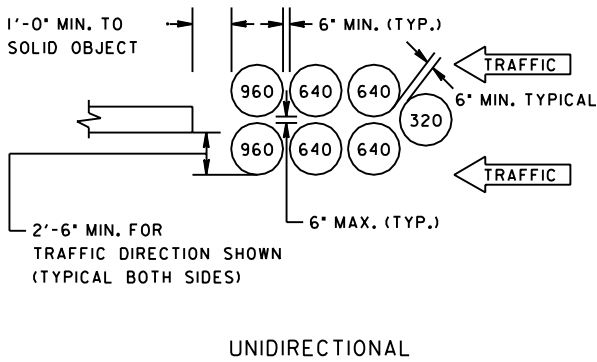 1'-0" MIN. TO
SOLID OBJECT
6" MIN. (TYP.)
960
640
640
TRAFFIC
6" MIN. TYPICAL
320
960
640
640
TRAFFIC
6" MAX. (TYP.)
2'-6" MIN. FOR
TRAFFIC DIRECTION SHOWN
(TYPICAL BOTH SIDES)
UNIDIRECTIONAL